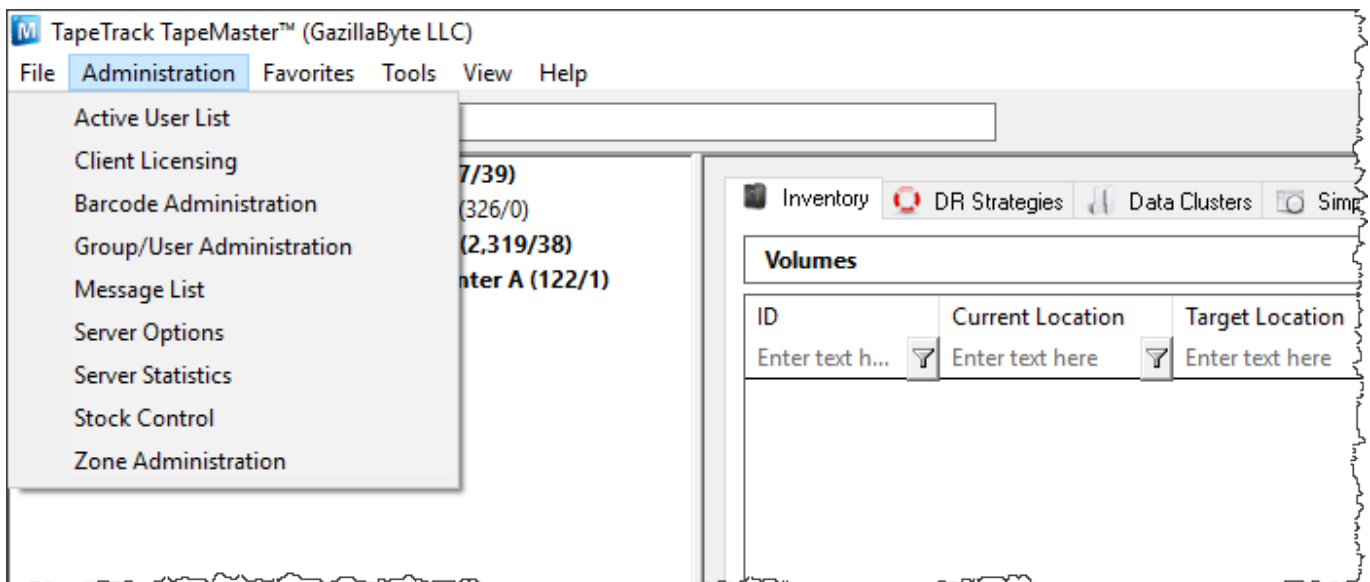 TapeTrack TapeMaster™ (GazillaByte LLC)
File Administration Favorites Tools View Help
Active User List
Client Licensing
Barcode Administration
Group/User Administration
Message List
Server Options
Server Statistics
Stock Control
Zone Administration
7/39)
(326/0)
(2,319/38)
nter A (122/1)
Inventory DR Strategies Data Clusters
Volumes
ID Current Location Target Location
Enter text h... Enter text here Enter text here